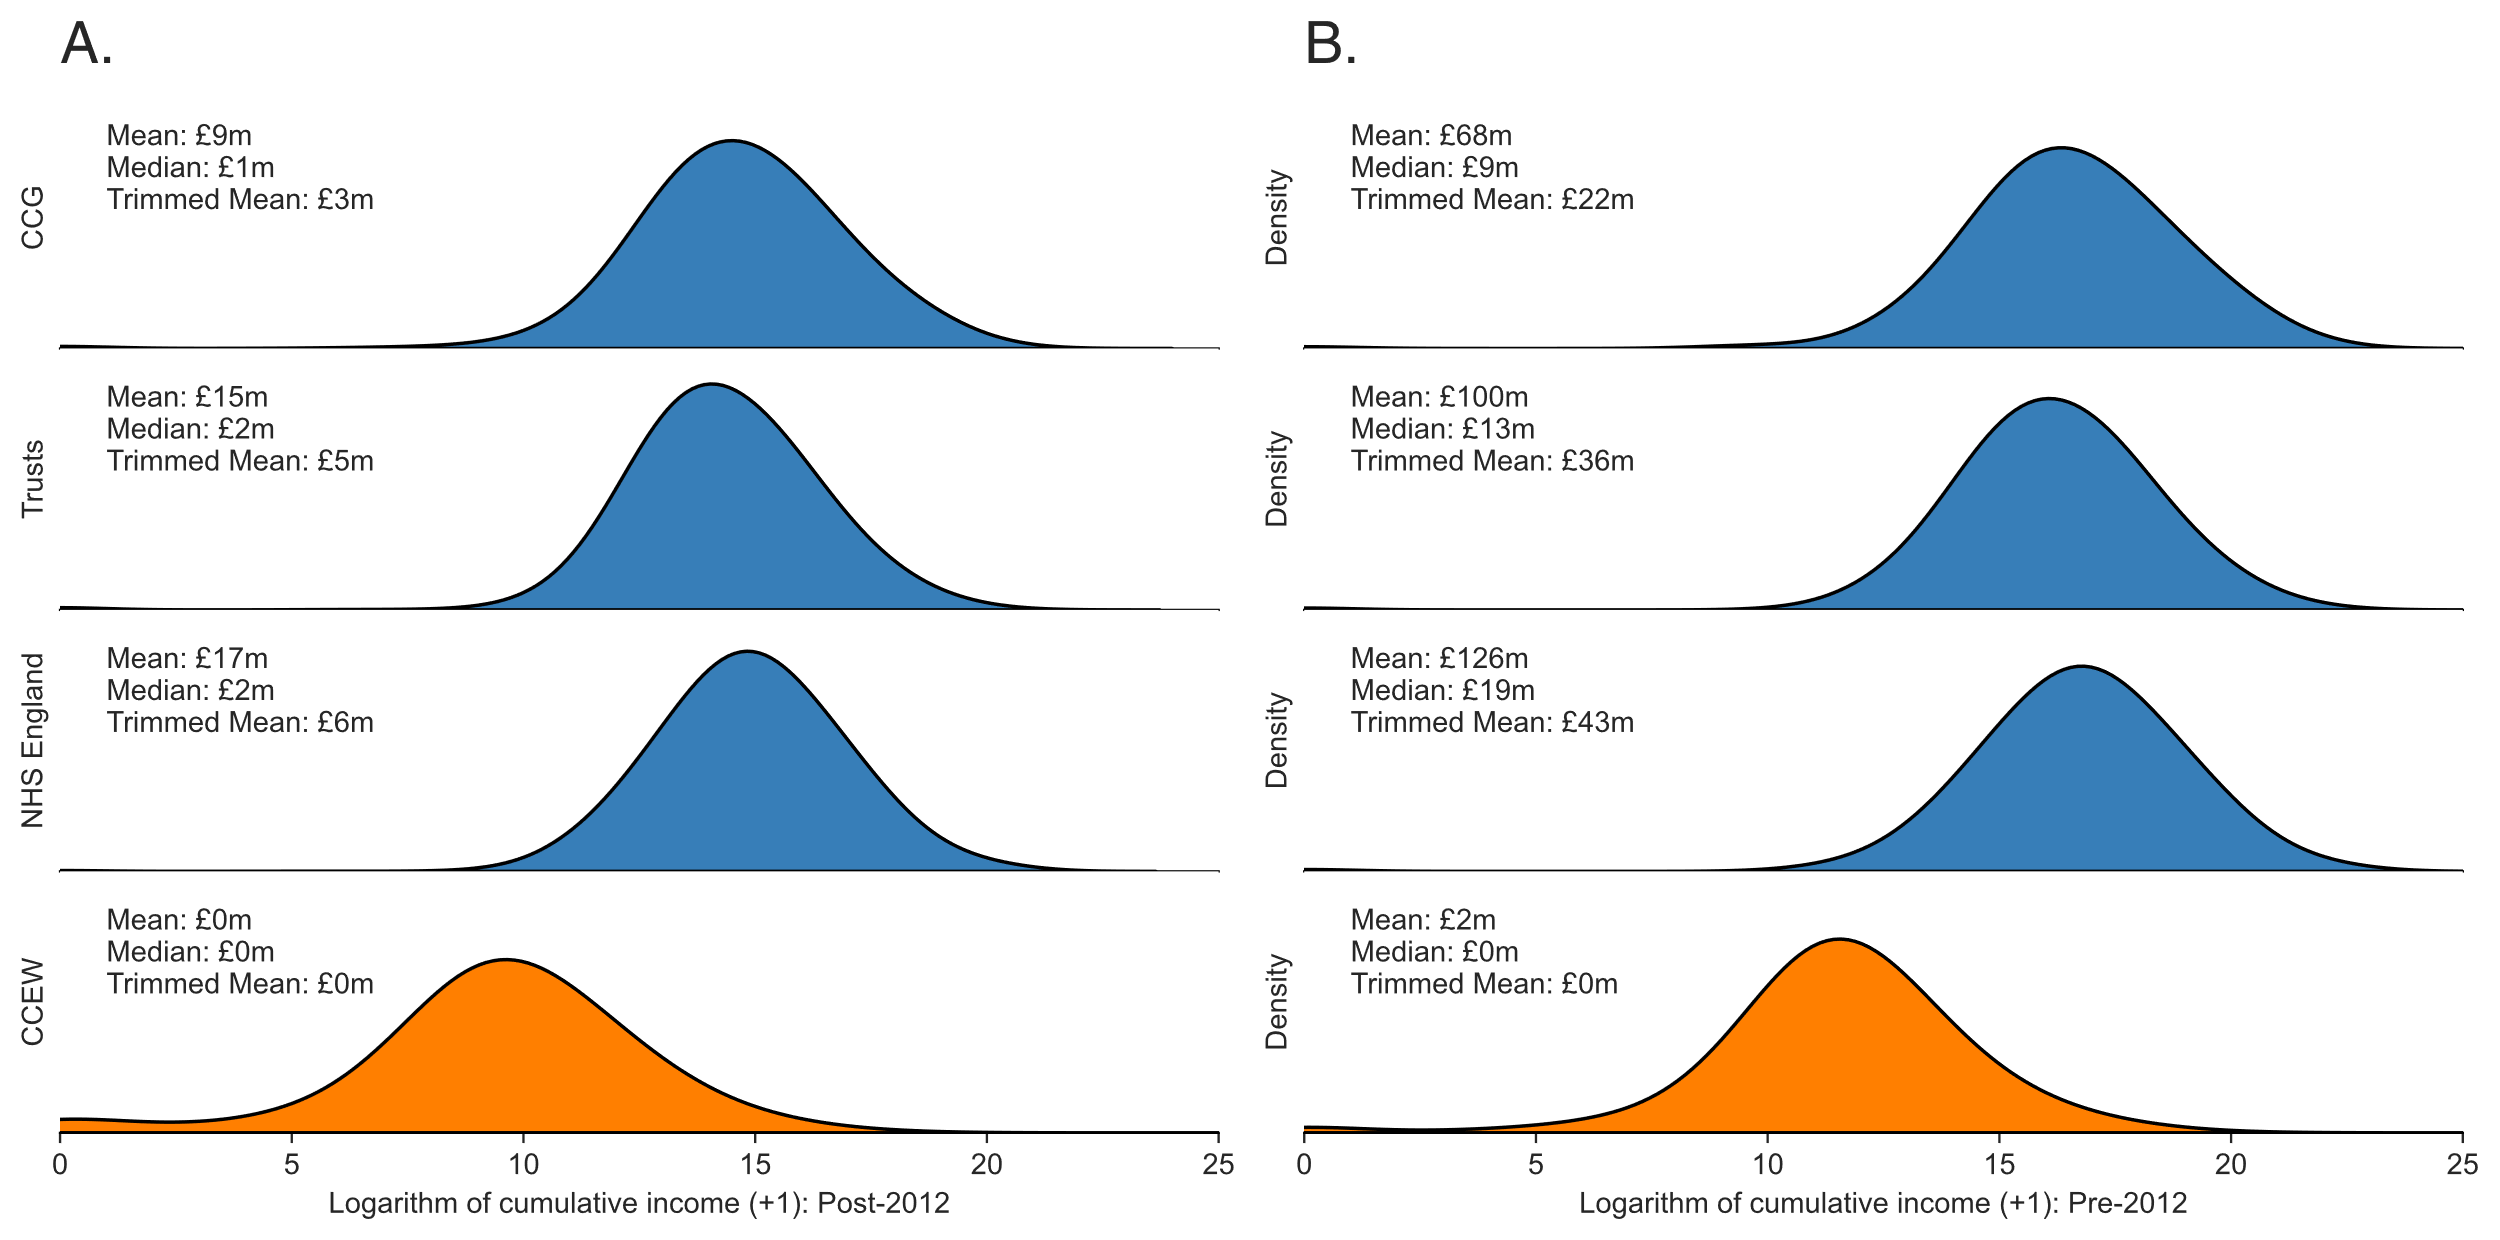 A.
CCG
Mean: £9m
Median: £1m
Trimmed Mean: £3m
Trusts
Mean: £15m
Median: £2m
Trimmed Mean: £5m
NHS England
Mean: £17m
Median: £2m
Trimmed Mean: £6m
CCEW
Mean: £0m
Median: £0m
Trimmed Mean: £0m
0 5 10 15 20 25
Logarithm of cumulative income (+1): Post-2012
B.
Density
Mean: £68m
Median: £9m
Trimmed Mean: £22m
Density
Mean: £100m
Median: £13m
Trimmed Mean: £36m
Density
Mean: £126m
Median: £19m
Trimmed Mean: £43m
Density
Mean: £2m
Median: £0m
Trimmed Mean: £0m
0 5 10 15 20 25
Logarithm of cumulative income (+1): Pre-2012